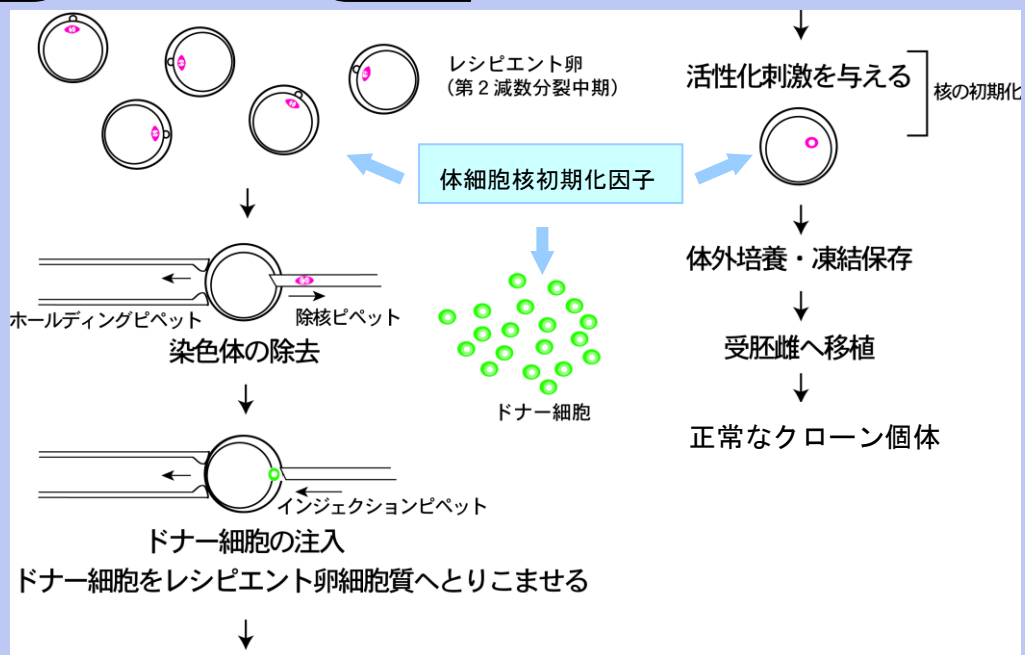 レシピエント卵
（第２減数分裂中期）
体細胞核初期化因子
ホールディングピペット
除核ピペット
染色体の除去
ドナー細胞
インジェクションピペット
ドナー細胞の注入
ドナー細胞をレシピエント卵細胞質へとりこませる
活性化刺激を与える
核の初期化
体外培養・凍結保存
受胚雌へ移植
正常なクローン個体